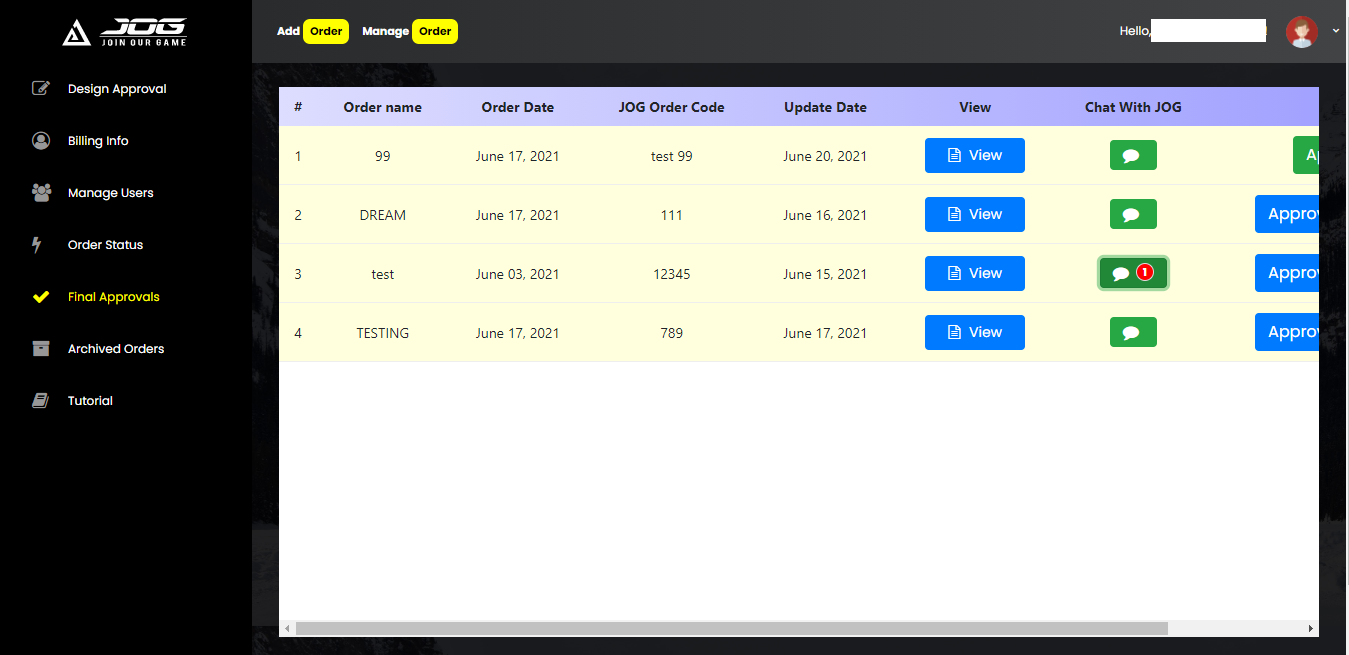 JOG
JOIN OUR GAME
Add Order Manage Order
Hello,
Design Approval
Billing Info
Manage Users
Order Status
Final Approvals
Archived Orders
Tutorial
# Order name Order Date JOG Order Code Update Date View Chat With JOG
1 99 June 17, 2021 test 99 June 20, 2021 View
2 DREAM June 17, 2021 111 June 16, 2021 View Appro
3 test June 03, 2021 12345 June 15, 2021 View 1 Appro
4 TESTING June 17, 2021 789 June 17, 2021 View Appro